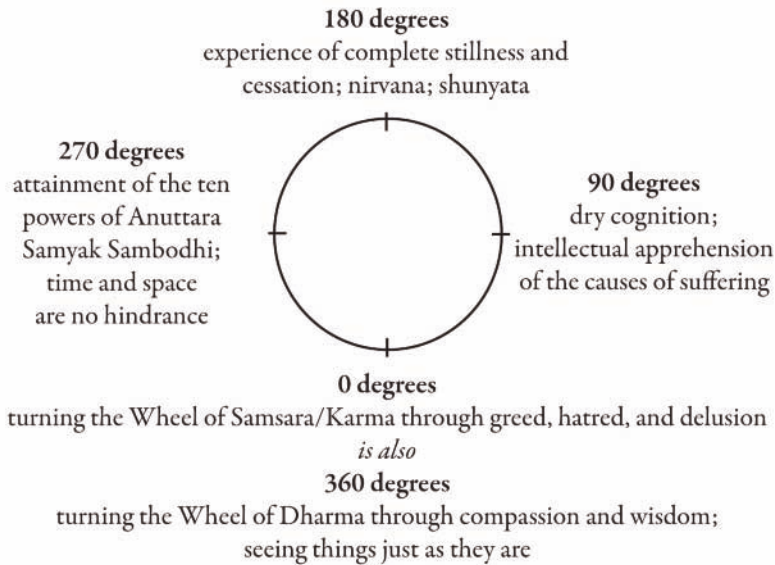 180 degrees
experience of complete stillness and
cessation; nirvana; shunyata
270 degrees
attainment of the ten
powers of Anuttara
Samyak Sambodhi;
time and space
are no hindrance
90 degrees
dry cognition;
intellectual apprehension
of the causes of suffering
0 degrees
turning the Wheel of Samsara/Karma through greed, hatred, and delusion
is also
360 degrees
turning the Wheel of Dharma through compassion and wisdom;
seeing things just as they are